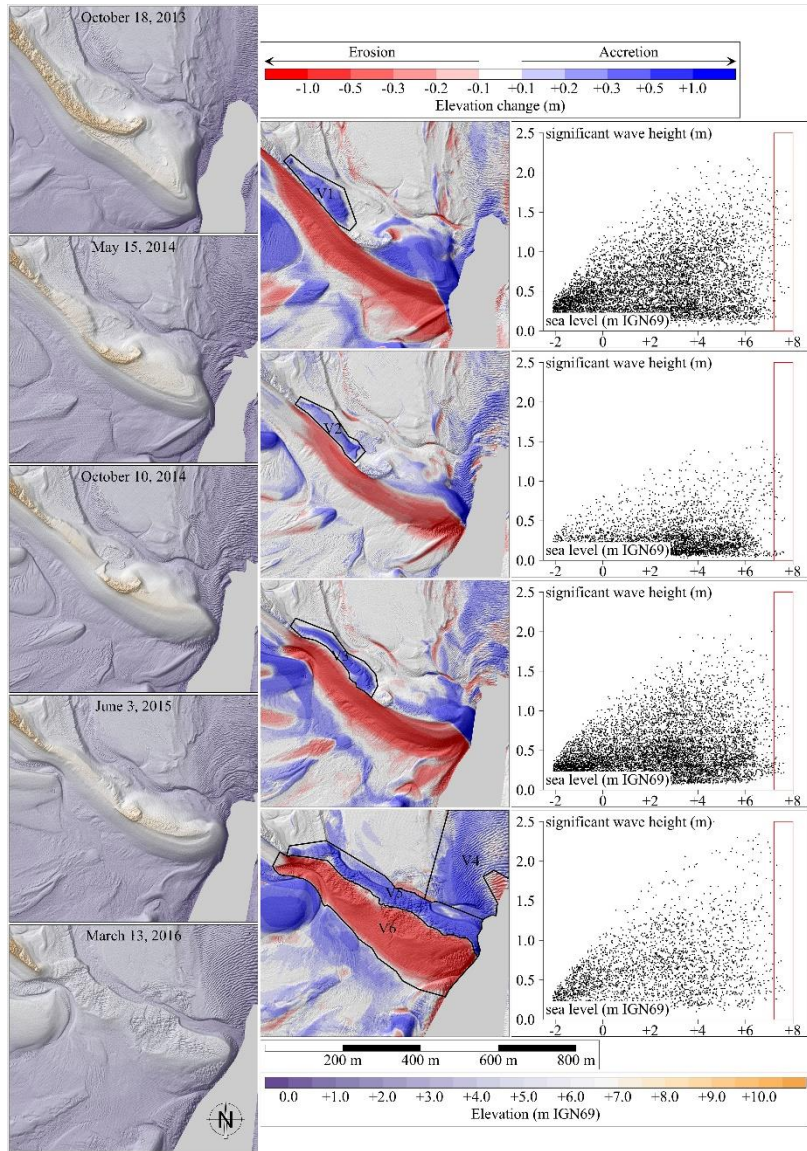 October 18, 2013
May 15, 2014
October 10, 2014
June 3, 2015
March 13, 2016
N
Erosion Accretion
-1.0 -0.5 -0.3 -0.2 -0.1 +0.1 +0.2 +0.3 +0.5 +1.0
Elevation change (m)
V1
V2
V3
V4
V5
V6
2.5 significant wave height (m)
2.0
1.5
1.0
0.5
sea level (m IGN69)
0.0
-2 0 +2 +4 +6 +8
2.5 significant wave height (m)
2.0
1.5
1.0
0.5
sea level (m IGN69)
0.0
-2 0 +2 +4 +6 +8
2.5 significant wave height (m)
2.0
1.5
1.0
0.5
sea level (m IGN69)
0.0
-2 0 +2 +4 +6 +8
2.5 significant wave height (m)
2.0
1.5
1.0
0.5
sea level (m IGN69)
0.0
-2 0 +2 +4 +6 +8
200 m 400 m 600 m 800 m
0.0 +1.0 +2.0 +3.0 +4.0 +5.0 +6.0 +7.0 +8.0 +9.0 +10.0
Elevation (m IGN69)